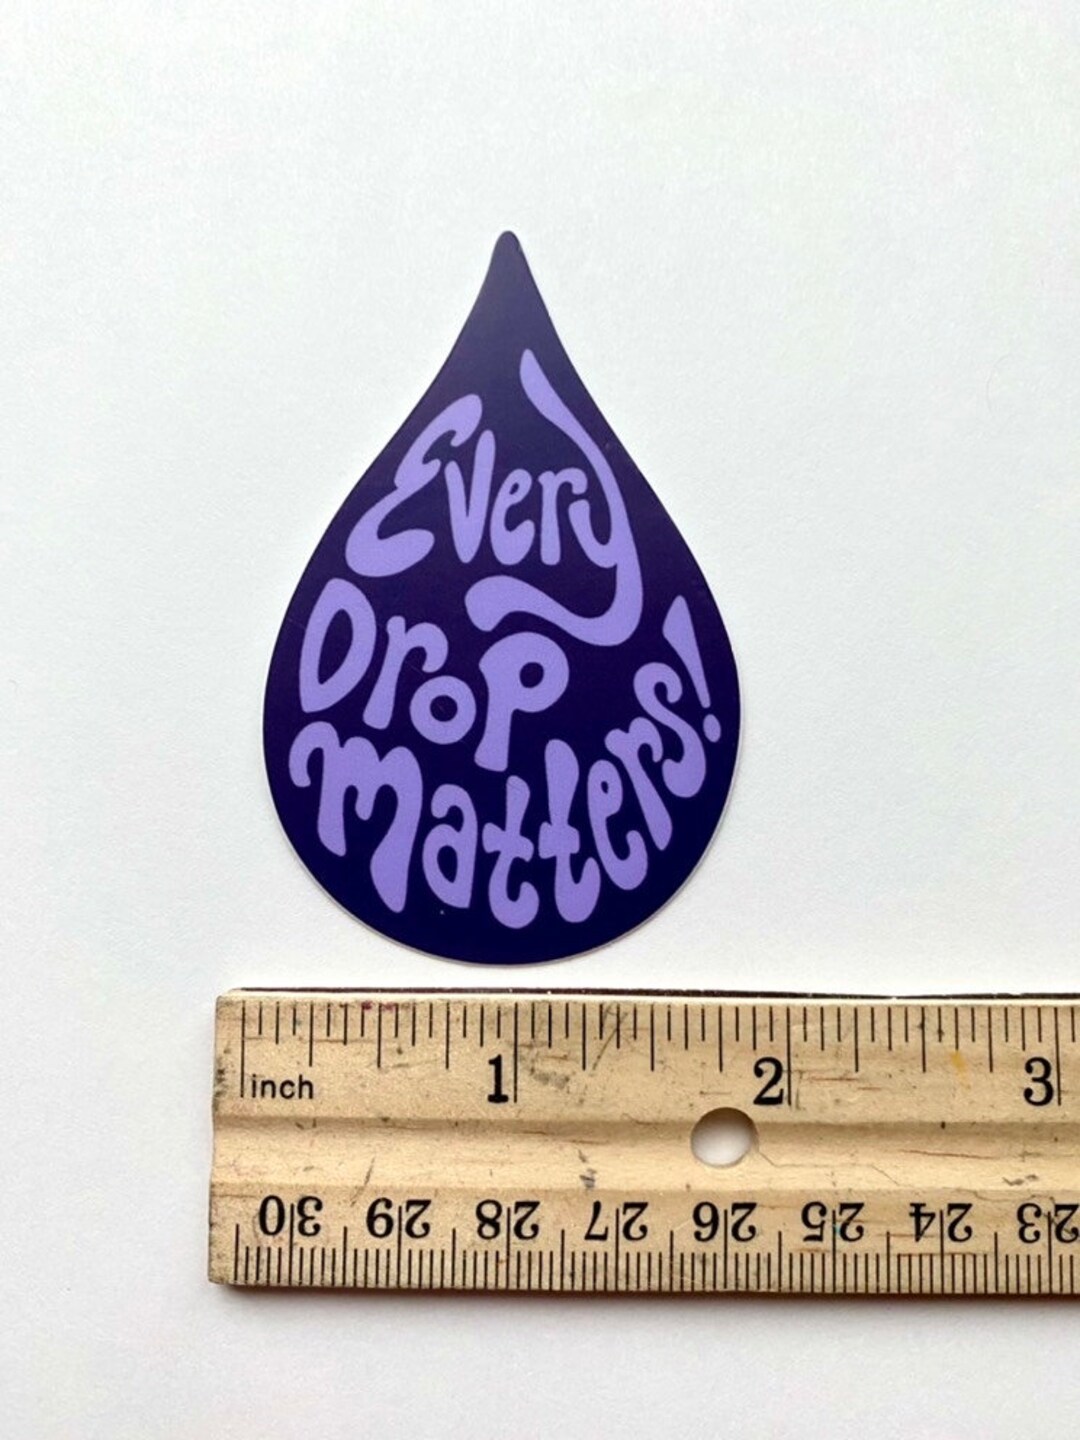 Every
Drop
Matters!
inch 1 2 3
30 29 28 27 26 25 24 23